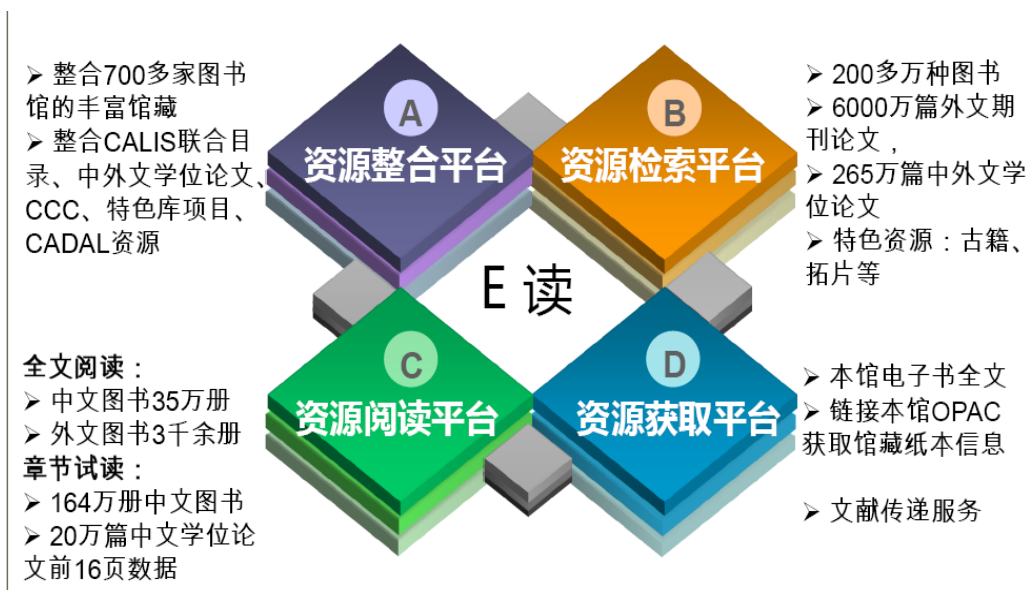 ➢ 整合700多家图书
馆的丰富馆藏
➢ 整合CALIS联合目
录、中外文学位论文、
CCC、特色库项目、
CADAL资源
A
资源整合平台
B
资源检索平台
➢ 200多万种图书
➢ 6000万篇外文期
刊论文，
➢ 265万篇中外文学
位论文
➢ 特色资源：古籍、
拓片等
E 读
全文阅读：
➢ 中文图书35万册
➢ 外文图书3千余册
章节试读：
➢ 164万册中文图书
➢ 20万篇中文学位论
文前16页数据
C
资源阅读平台
D
资源获取平台
➢ 本馆电子书全文
➢ 链接本馆OPAC
获取馆藏纸本信息
➢ 文献传递服务